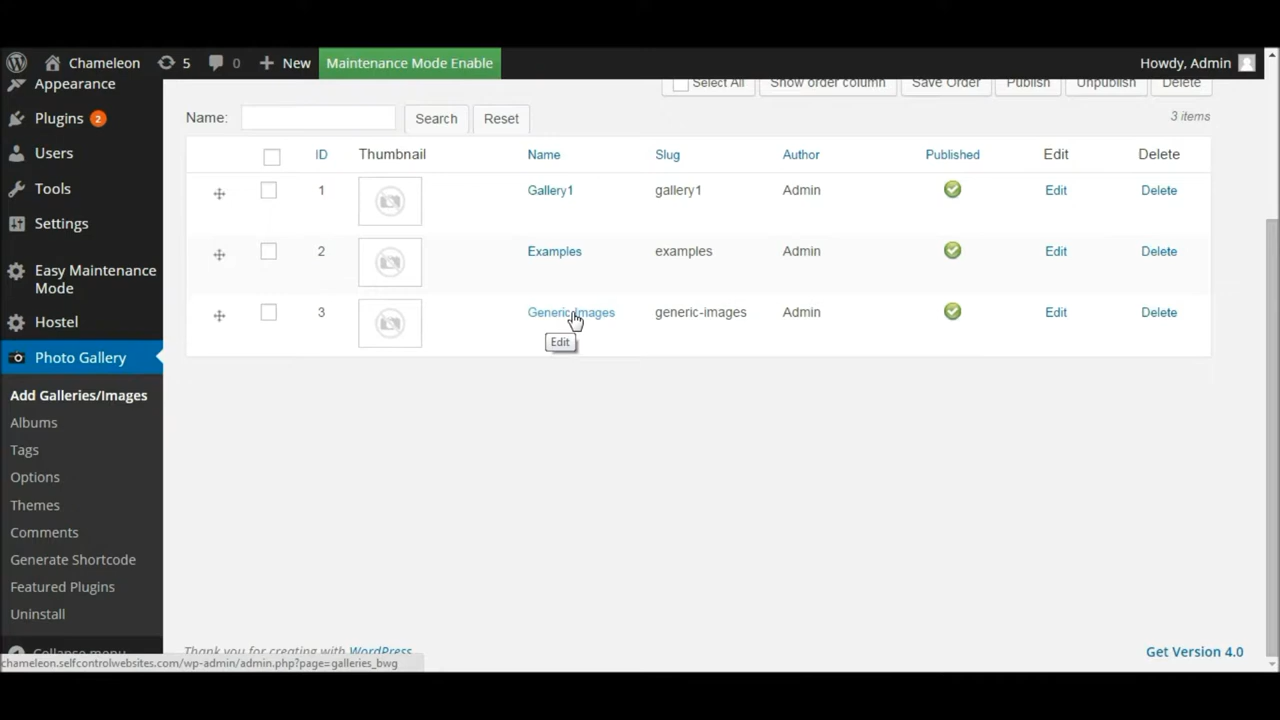 Chameleon 5 0 New Maintenance Mode Enable Howdy, Admin
Appearance
Select All Show order column Save Order Publish Unpublish Delete
Plugins 2
Name: Search Reset
3 items
Users
ID Thumbnail Name Slug Author Published Edit Delete
Tools
1 Gallery1 gallery1 Admin Edit Delete
Settings
2 Examples examples Admin Edit Delete
Easy Maintenance
Mode
3 Generic-Images generic-images Admin Edit Delete
Hostel
Edit
Photo Gallery
Add Galleries/Images
Albums
Tags
Options
Themes
Comments
Generate Shortcode
Featured Plugins
Uninstall
Collapse menu
Thank you for creating with WordPress
Get Version 4.0
chameleon.selfcontrolwebsites.com/wp-admin/admin.php?page=galleries_bwg